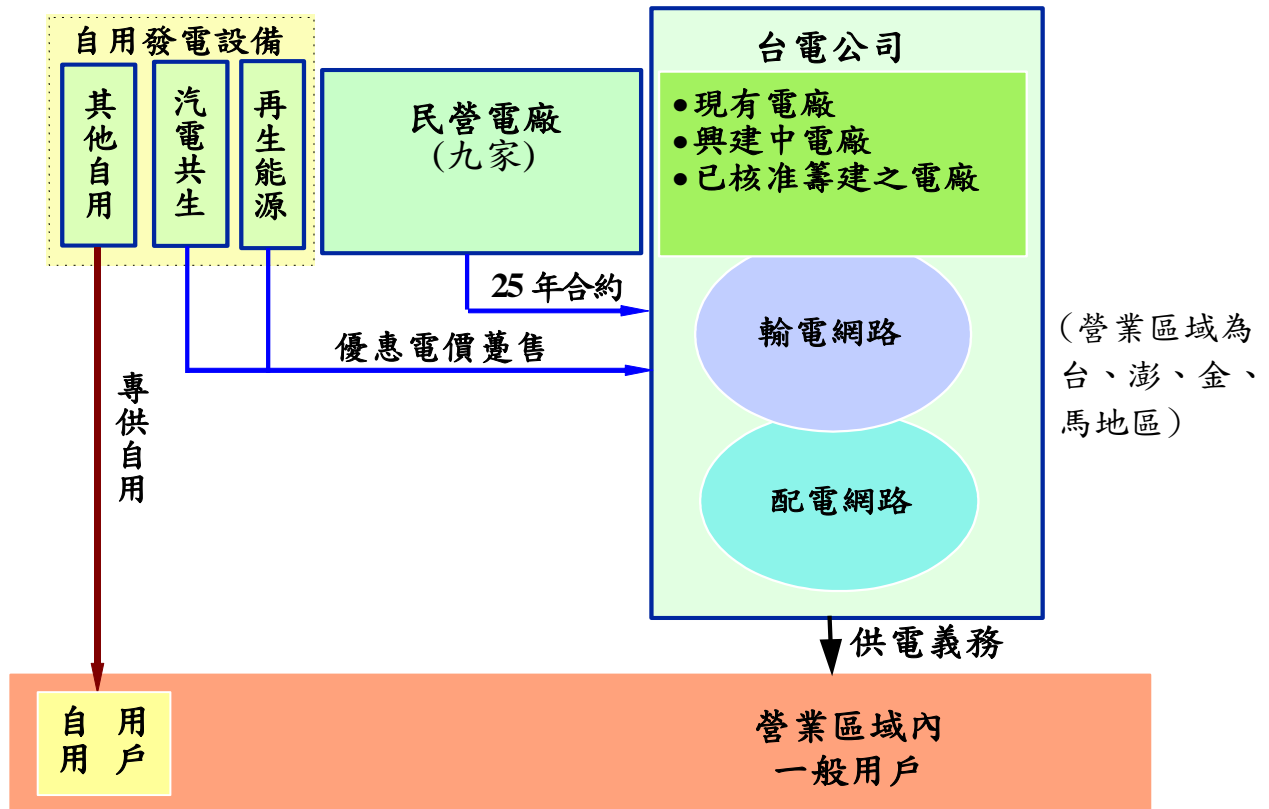 自用發電設備
其他自用
汽電共生
再生能源
民營電廠
(九家)
台電公司
•現有電廠
•興建中電廠
•已核准籌建之電廠
25 年合約
優惠電價躉售
輸電網路
(營業區域為
台、澎、金、
馬地區)
專供自用
配電網路
供電義務
自 用
用 戶
營業區域內
一般用戶